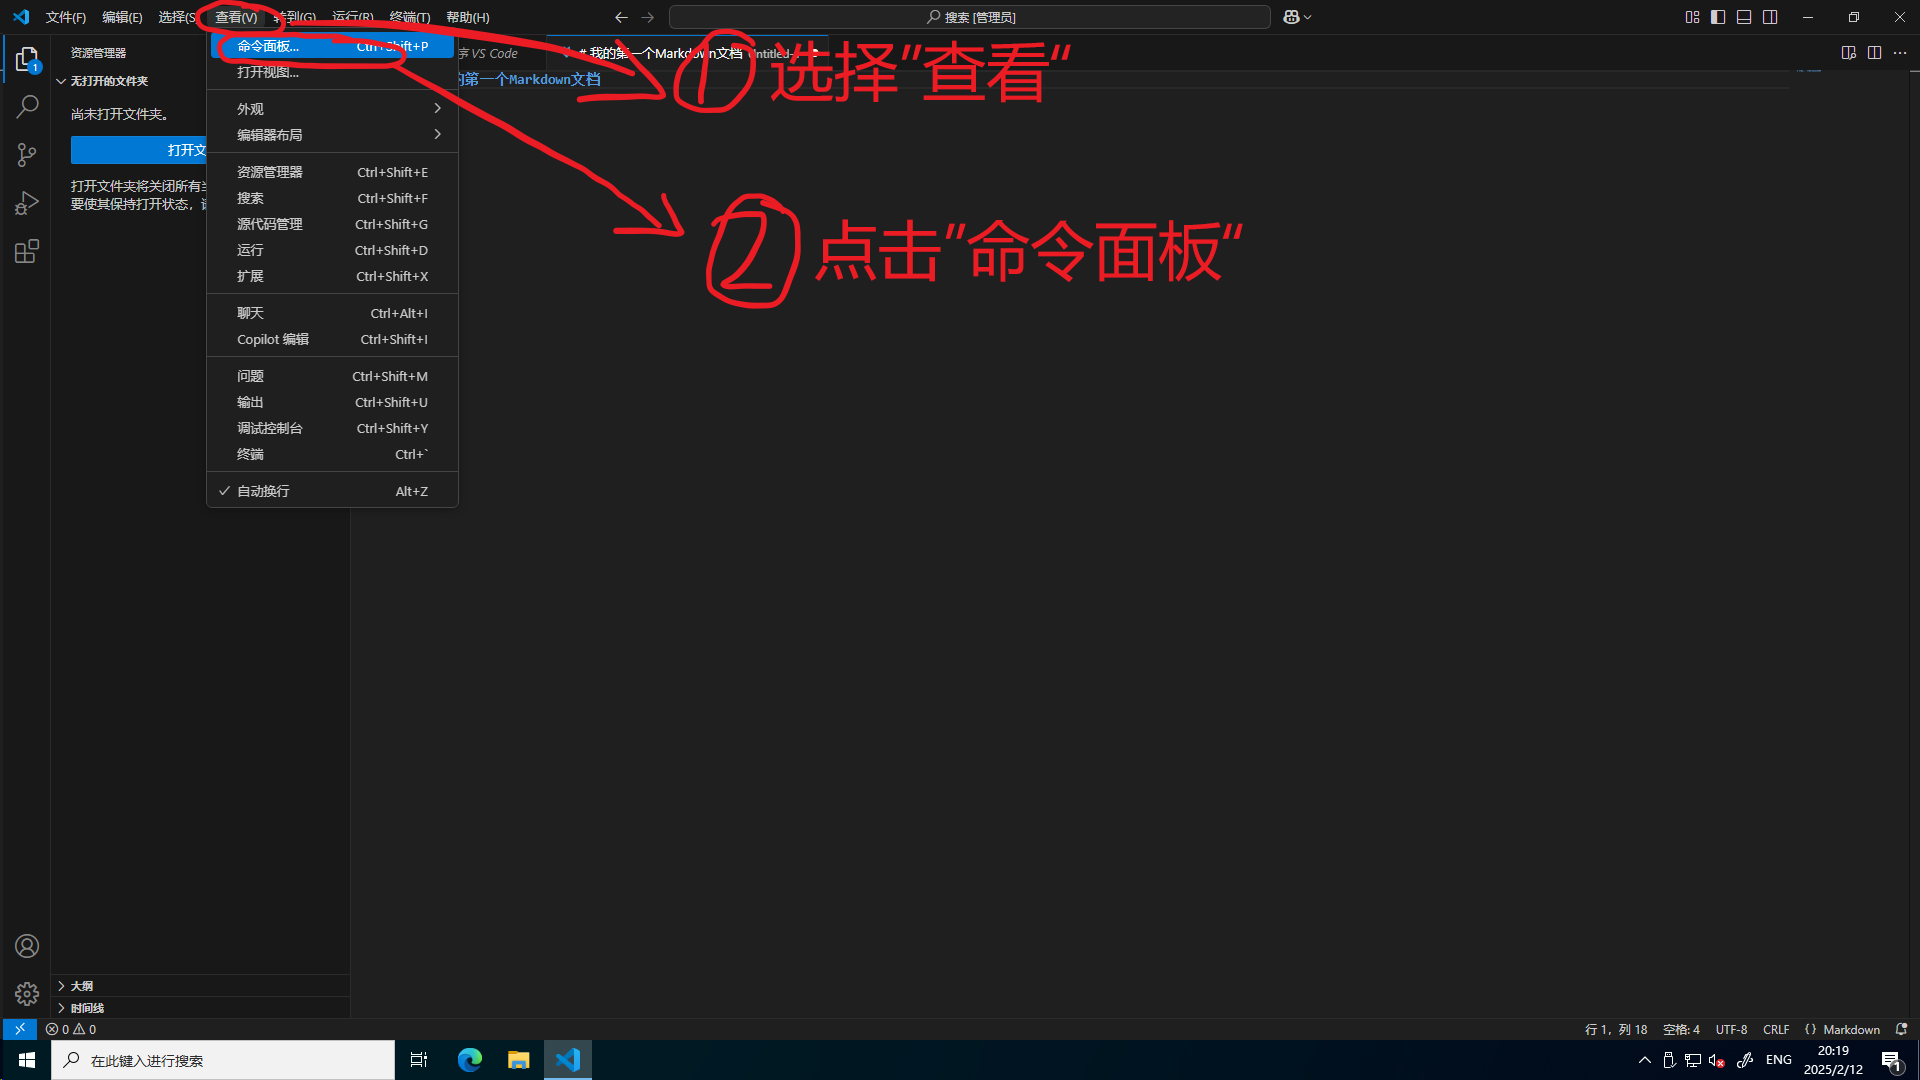 文件(F) 编辑(E) 选择(S 查看(V) 转到(G) 运行(R) 终端(T) 帮助(H) 搜索 [管理员]
资源管理器
无打开的文件夹
尚未打开文件夹。
打开文
打开文件夹将关闭所有
要使其保持打开状态，
命令面板... Ctrl+Shift+P
打开视图...
外观
编辑器布局
资源管理器 Ctrl+Shift+E
搜索 Ctrl+Shift+F
源代码管理 Ctrl+Shift+G
运行 Ctrl+Shift+D
扩展 Ctrl+Shift+X
聊天 Ctrl+Alt+I
Copilot 编辑 Ctrl+Shift+I
问题 Ctrl+Shift+M
输出 Ctrl+Shift+U
调试控制台 Ctrl+Shift+Y
终端 Ctrl+`
自动换行 Alt+Z
VS Code # 我的第一个Markdown文档 Untitled-
的第一个Markdown文档
① 选择"查看“
② 点击"命令面板“
大纲
时间线
0 0 行 1，列 18 空格: 4 UTF-8 CRLF {} Markdown
在此键入进行搜索 ENG 20:19
2025/2/12
1
1